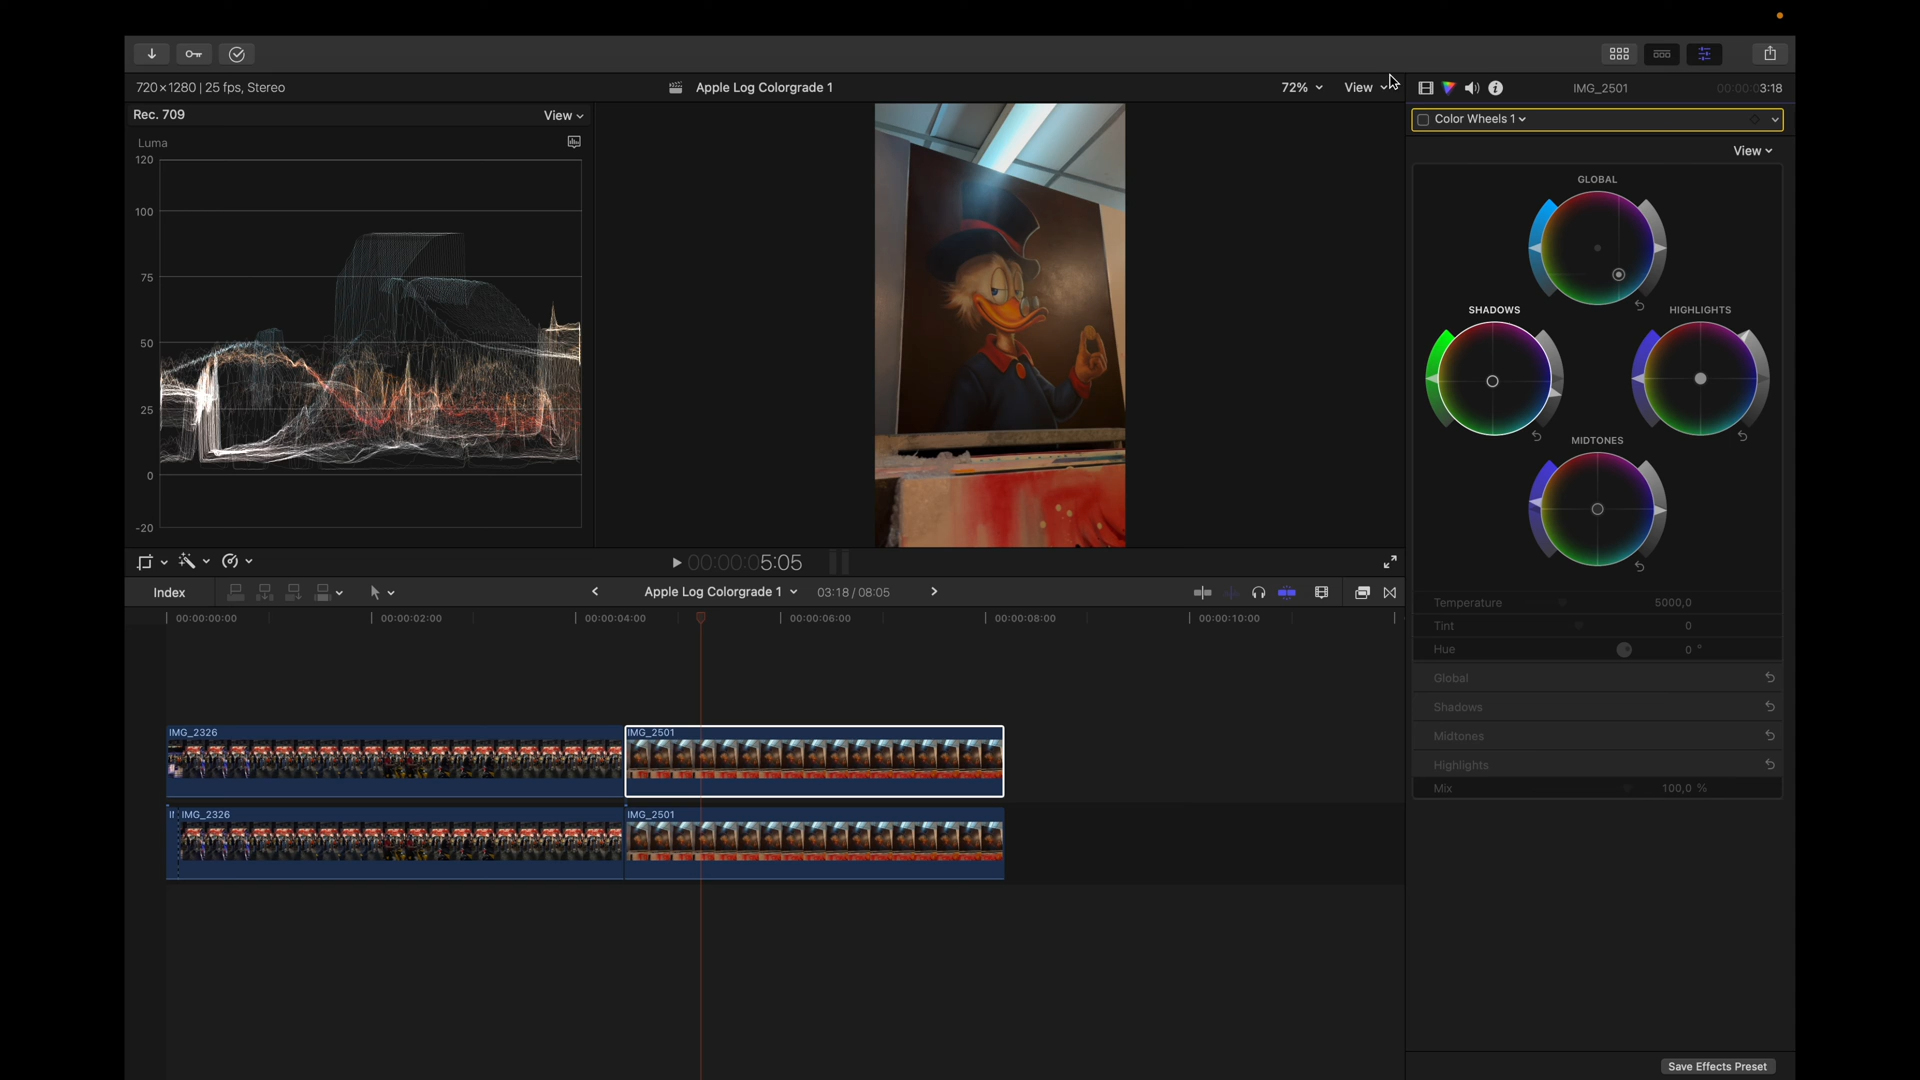 720×1280 | 25 fps, Stereo
Apple Log Colorgrade 1
72%
View
IMG_2501
00:00:03:18
Rec. 709
View
Color Wheels 1
Luma
View
120
100
75
50
25
0
-20
GLOBAL
SHADOWS
HIGHLIGHTS
MIDTONES
00:00:05:05
Index
Apple Log Colorgrade 1
03:18 / 08:05
Temperature
5000,0
Tint
0
Hue
0 °
Global
Shadows
Midtones
Highlights
Mix
100,0 %
00:00:00:00
00:00:02:00
00:00:04:00
00:00:06:00
00:00:08:00
00:00:10:00
IMG_2326
IMG_2501
IMG_2326
IMG_2501
Save Effects Preset